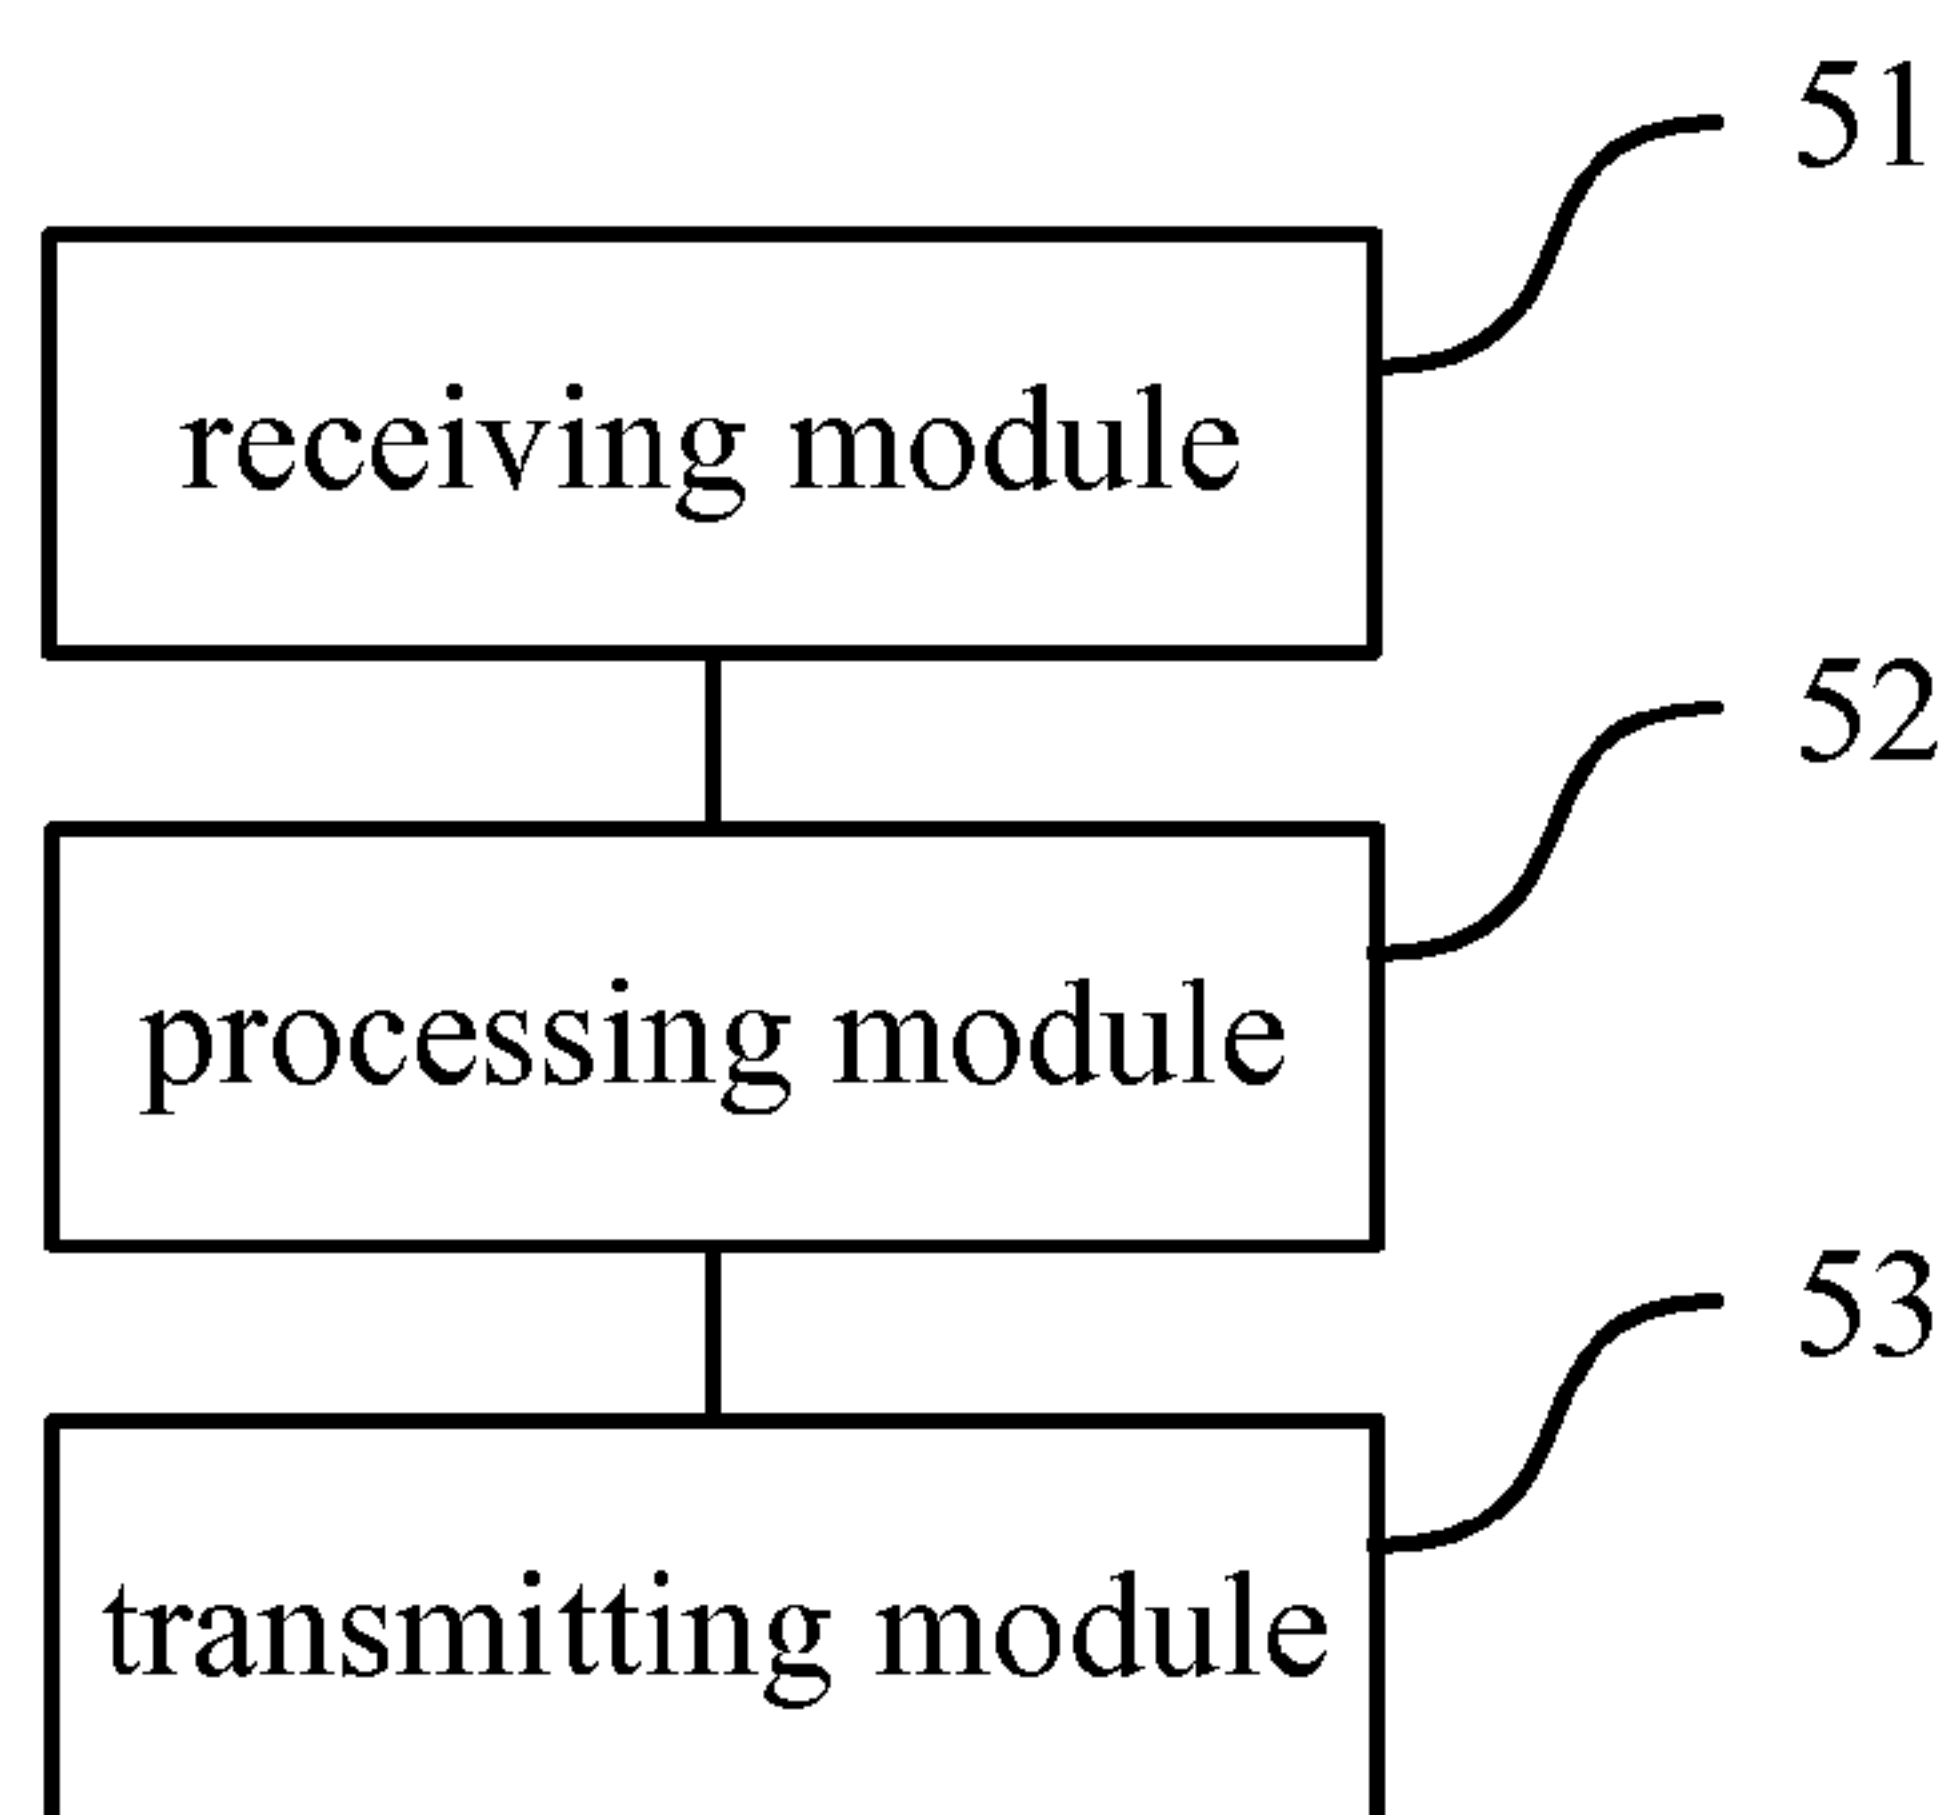 51
receiving module
52
processing module
53
transmitting module